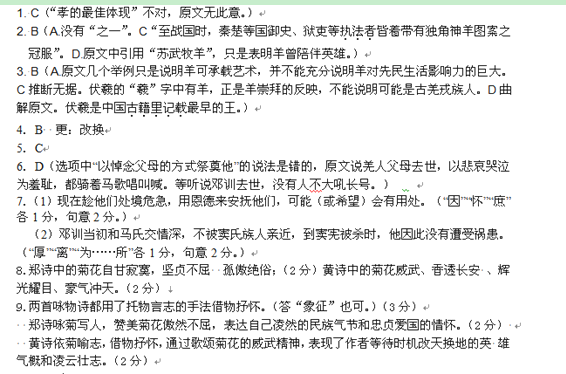 1. C(“孝的最佳体现”不对,原文无此意。)
2. B(A.没有“之一”。C“至战国时,秦楚等国御史、狱吏等执法者皆着带有独角神羊图案之
冠服”。D.原文中引用“苏武牧羊”,只是表明羊曾陪伴英雄。)
3. B(A.原文几个举例只是说明羊可承载艺术,并不能充分说明羊对先民生活影响力的巨大。
C 推断无据。伏羲的“羲”字中有羊,正是羊崇拜的反映,不能说明可能是古羌戎族人。D 曲
解原文。伏羲是中国古籍里记载最早的王。)
4. B 更:改换
5. C
6. D(选项中“以悼念父母的方式祭奠他”的说法是错的,原文说羌人父母去世,以悲哀哭泣
为羞耻,都骑着马歌唱叫喊。等听说邓训去世,没有人不大吼长号。)
7. (1)现在趁他们处境危急,用恩德来安抚他们,可能(或希望)会有用处。(“因”“怀”“庶”
各 1 分,句意 2 分。)
(2)邓训当初和马氏交情深,不被窦氏族人亲近,到窦宪被杀时,他因此没有遭受祸患。
(“厚”“离”“为……所”各 1 分,句意 2 分。)
8. 郑诗中的菊花自甘寂寞,坚贞不屈 孤傲绝俗;(2 分)黄诗中的菊花威武、香透长安、辉
光耀目、豪气冲天。(2 分)
9. 两首咏物诗都用了托物言志的手法借物抒怀。(答“象征”也可。)(3 分)
郑诗咏菊写人,赞美菊花傲然不屈,表达自己凌然的民族气节和忠贞爱国的情怀。(2 分)
黄诗依菊喻志,借物抒怀,通过歌颂菊花的威武精神,表现了作者等待时机改天换地的英 雄
气概和凌云壮志。(2 分)